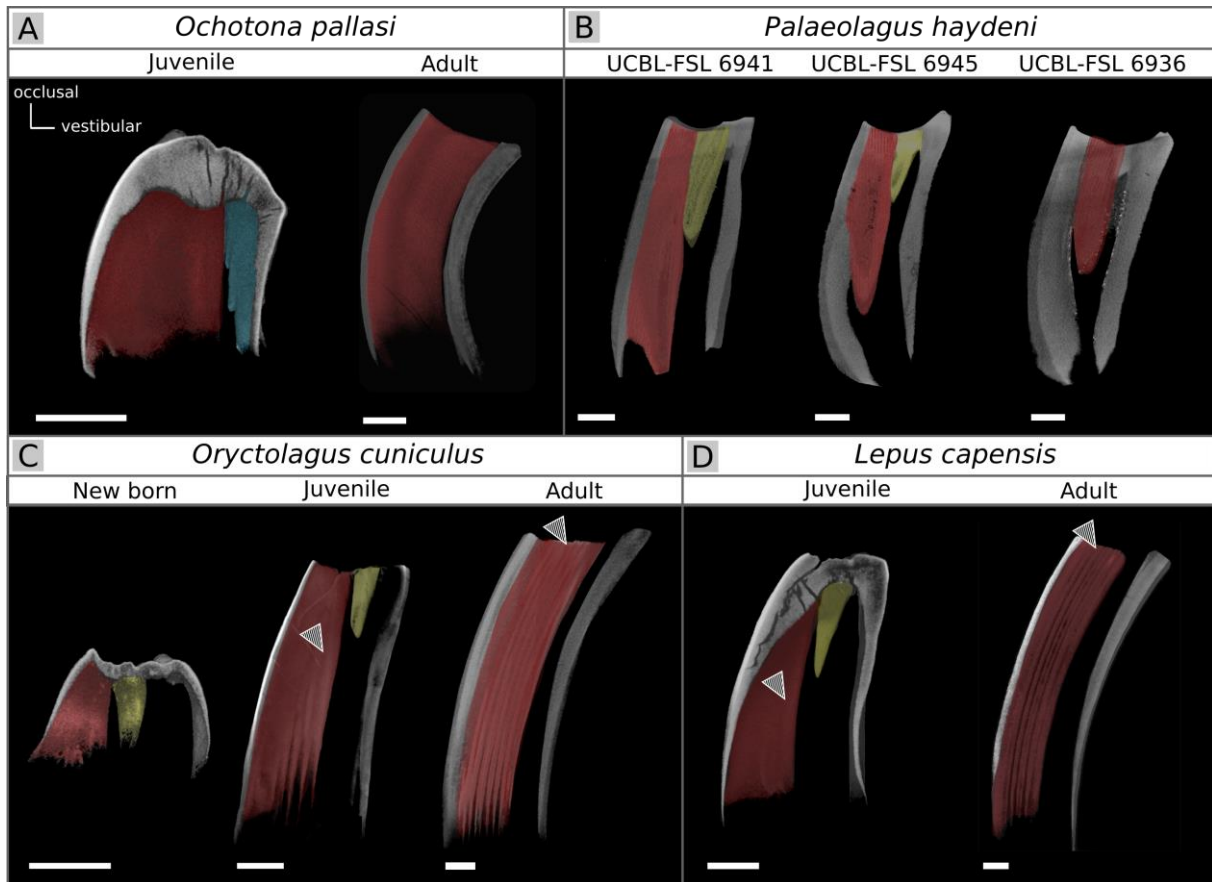 A Ochotona pallasi
Juvenile Adult
occlusal
vestibular
B Palaeolagus haydeni
UCBL-FSL 6941 UCBL-FSL 6945 UCBL-FSL 6936
C Oryctolagus cuniculus
New born Juvenile Adult
D Lepus capensis
Juvenile Adult